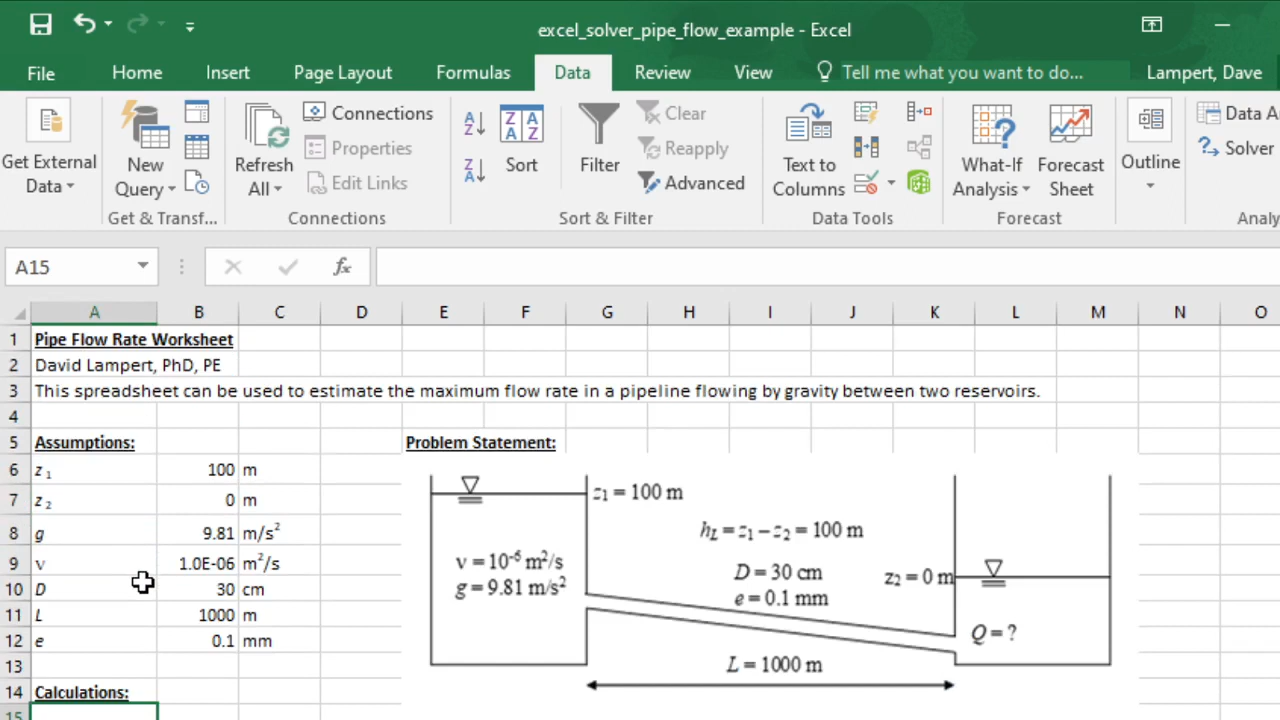 excel_solver_pipe_flow_example - Excel
File Home Insert Page Layout Formulas Data Review View Tell me what you want to do... Lampert, Dave
Get External Data
New Query
Refresh All
Connections
Properties
Edit Links
Sort
Filter
Clear
Reapply
Advanced
Text to Columns
What-If Analysis
Forecast Sheet
Outline
Data A
Solver
Get & Transf...
Connections
Sort & Filter
Data Tools
Forecast
Analy
A15 fx
A B C D E F G H I J K L M N O
1 Pipe Flow Rate Worksheet
2 David Lampert, PhD, PE
3 This spreadsheet can be used to estimate the maximum flow rate in a pipeline flowing by gravity between two reservoirs.
4
5 Assumptions: Problem Statement:
6 z₁ 100 m
7 z₂ 0 m
8 g 9.81 m/s²
9 ν 1.0E-06 m²/s
10 D 30 cm
11 L 1000 m
12 e 0.1 mm
13
14 Calculations:
15
z₁ = 100 m
h_L = z₁ – z₂ = 100 m
ν = 10⁻⁶ m²/s
g = 9.81 m/s²
D = 30 cm
e = 0.1 mm
z₂ = 0 m
Q = ?
L = 1000 m